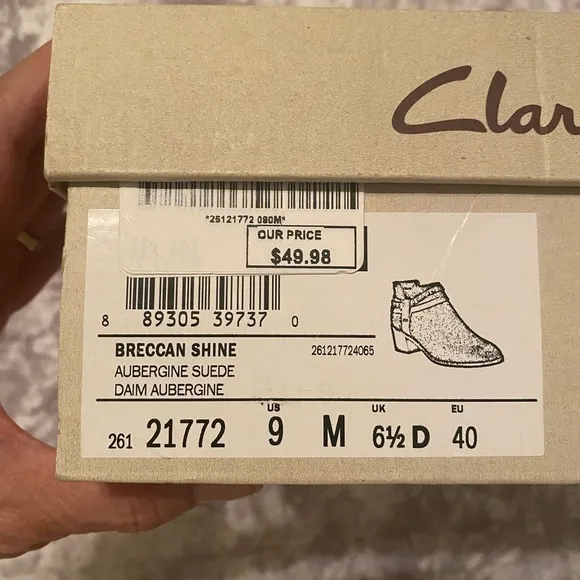 Clar
*26121772 080M*
OUR PRICE
$49.98
8 89305 39737 0
BRECCAN SHINE 261217724065
AUBERGINE SUEDE
DAIM AUBERGINE
US UK EU
261 21772 9 M 6½ D 40